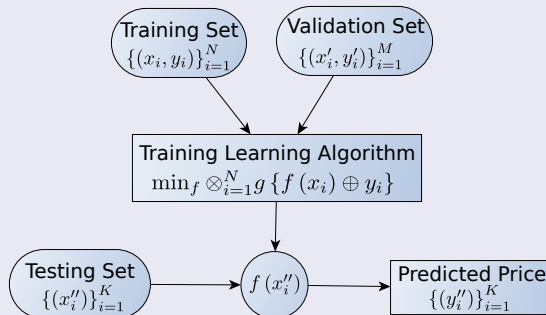 Training Set
{(x_i, y_i)}_{i=1}^N
Validation Set
{(x'_i, y'_i)}_{i=1}^M
Training Learning Algorithm
min_f ⊗_{i=1}^N g {f (x_i) ⊕ y_i}
Testing Set
{(x''_i)}_{i=1}^K
f (x''_i)
Predicted Price
{(y''_i)}_{i=1}^K